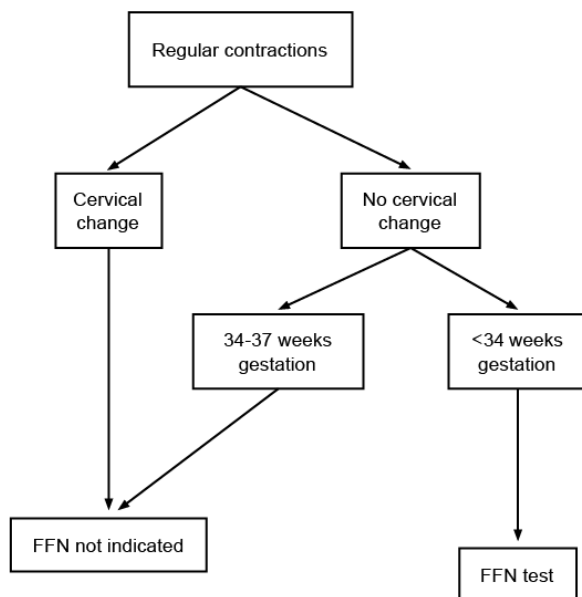 Regular contractions
Cervical
change
No cervical
change
34-37 weeks
gestation
<34 weeks
gestation
FFN not indicated
FFN test